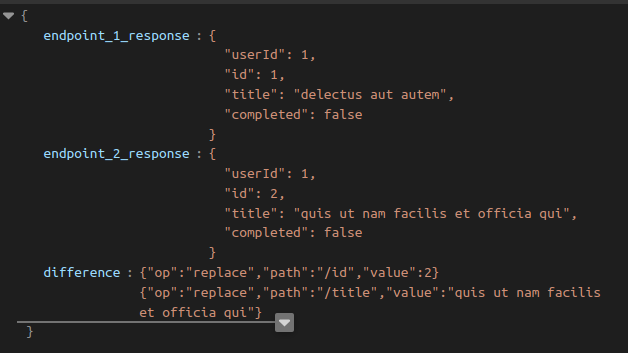 {
endpoint_1_response : {
"userId": 1,
"id": 1,
"title": "delectus aut autem",
"completed": false
}
endpoint_2_response : {
"userId": 1,
"id": 2,
"title": "quis ut nam facilis et officia qui",
"completed": false
}
difference : {"op":"replace","path":"/id","value":2}
{"op":"replace","path":"/title","value":"quis ut nam facilis
et officia qui"}
}